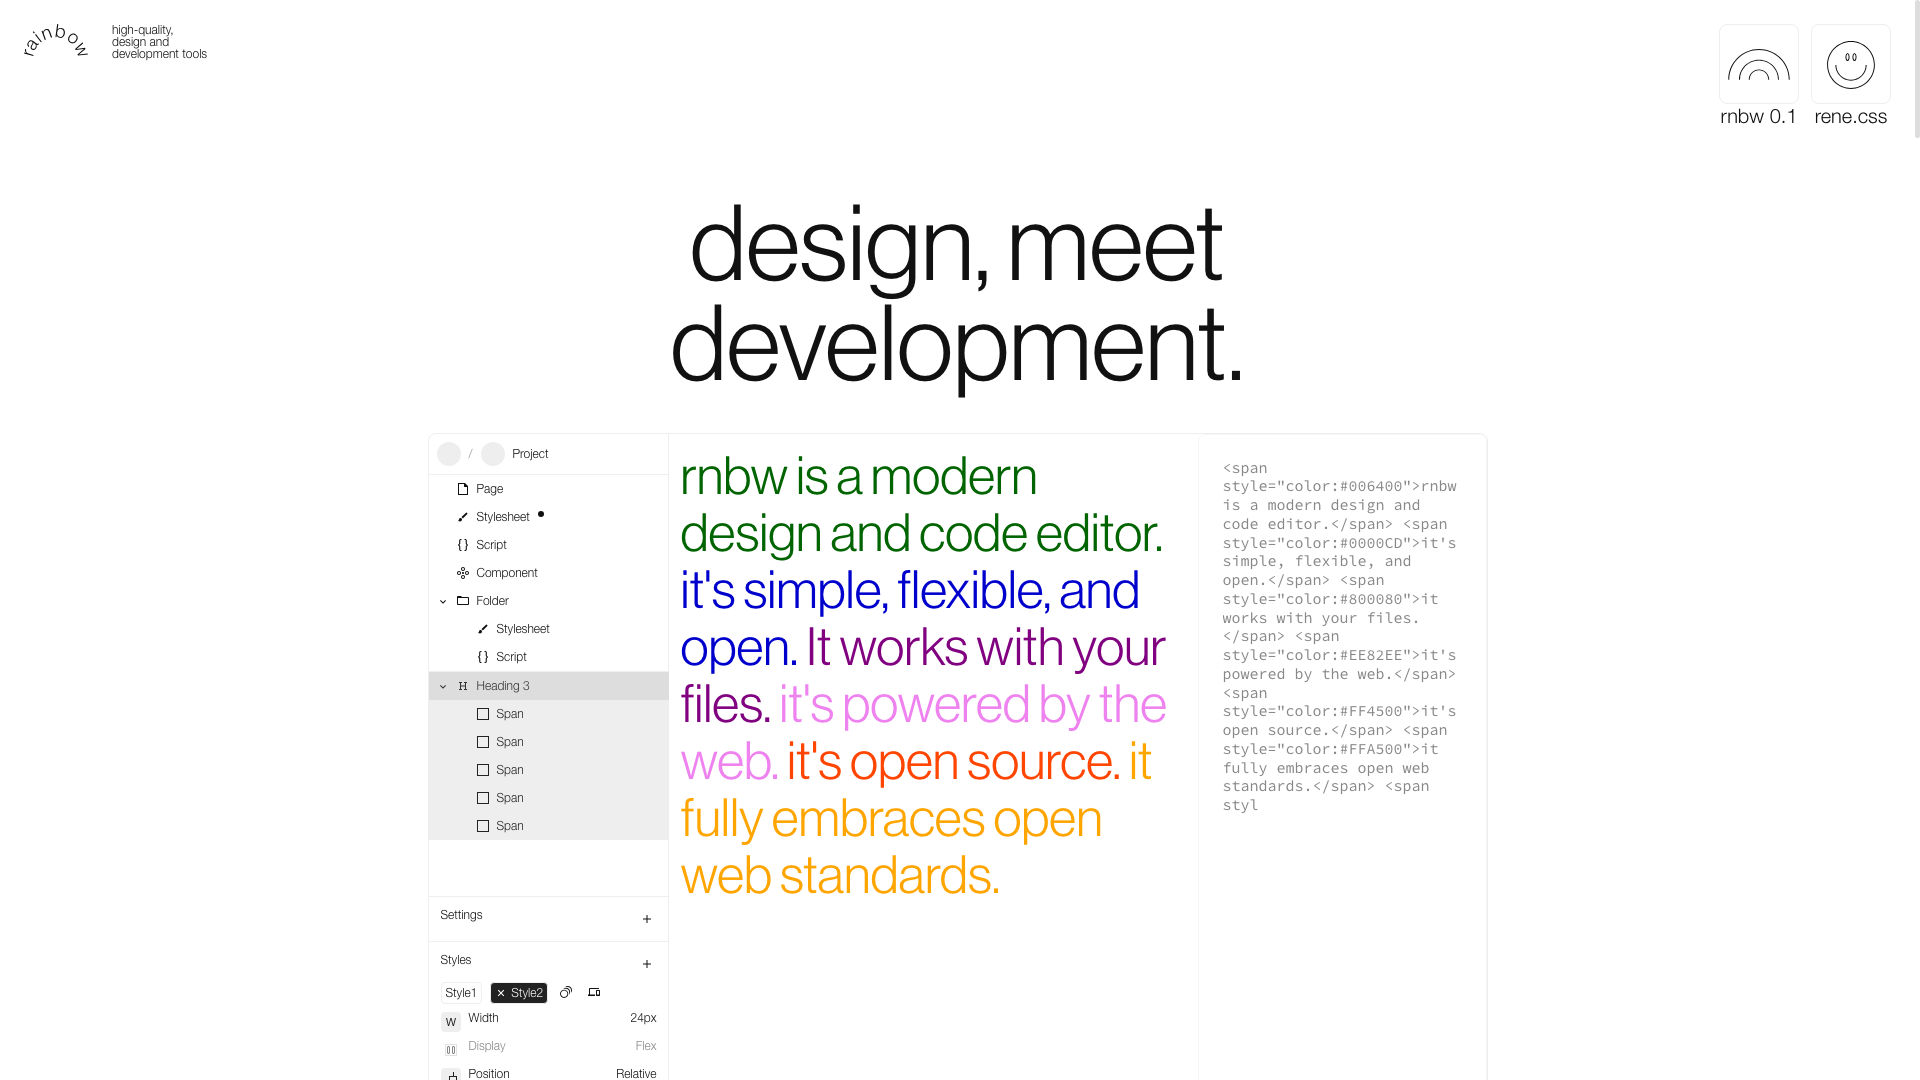 rainbow
high-quality,
design and
development tools
rnbw 0.1
rene.css
design, meet
development.
/ Project
Page
Stylesheet
Script
Component
Folder
Stylesheet
Script
H Heading 3
Span
Span
Span
Span
Span
Settings +
Styles +
Style1 × Style2
W Width 24px
Display Flex
Position Relative
rnbw is a modern
design and code editor.
it's simple, flexible, and
open. It works with your
files. it's powered by the
web. it's open source. it
fully embraces open
web standards.
<span
style="color:#006400">rnbw
is a modern design and
code editor.</span> <span
style="color:#0000CD">it's
simple, flexible, and
open.</span> <span
style="color:#800080">it
works with your files.
</span> <span
style="color:#EE82EE">it's
powered by the web.</span>
<span
style="color:#FF4500">it's
open source.</span> <span
style="color:#FFA500">it
fully embraces open web
standards.</span> <span
styl